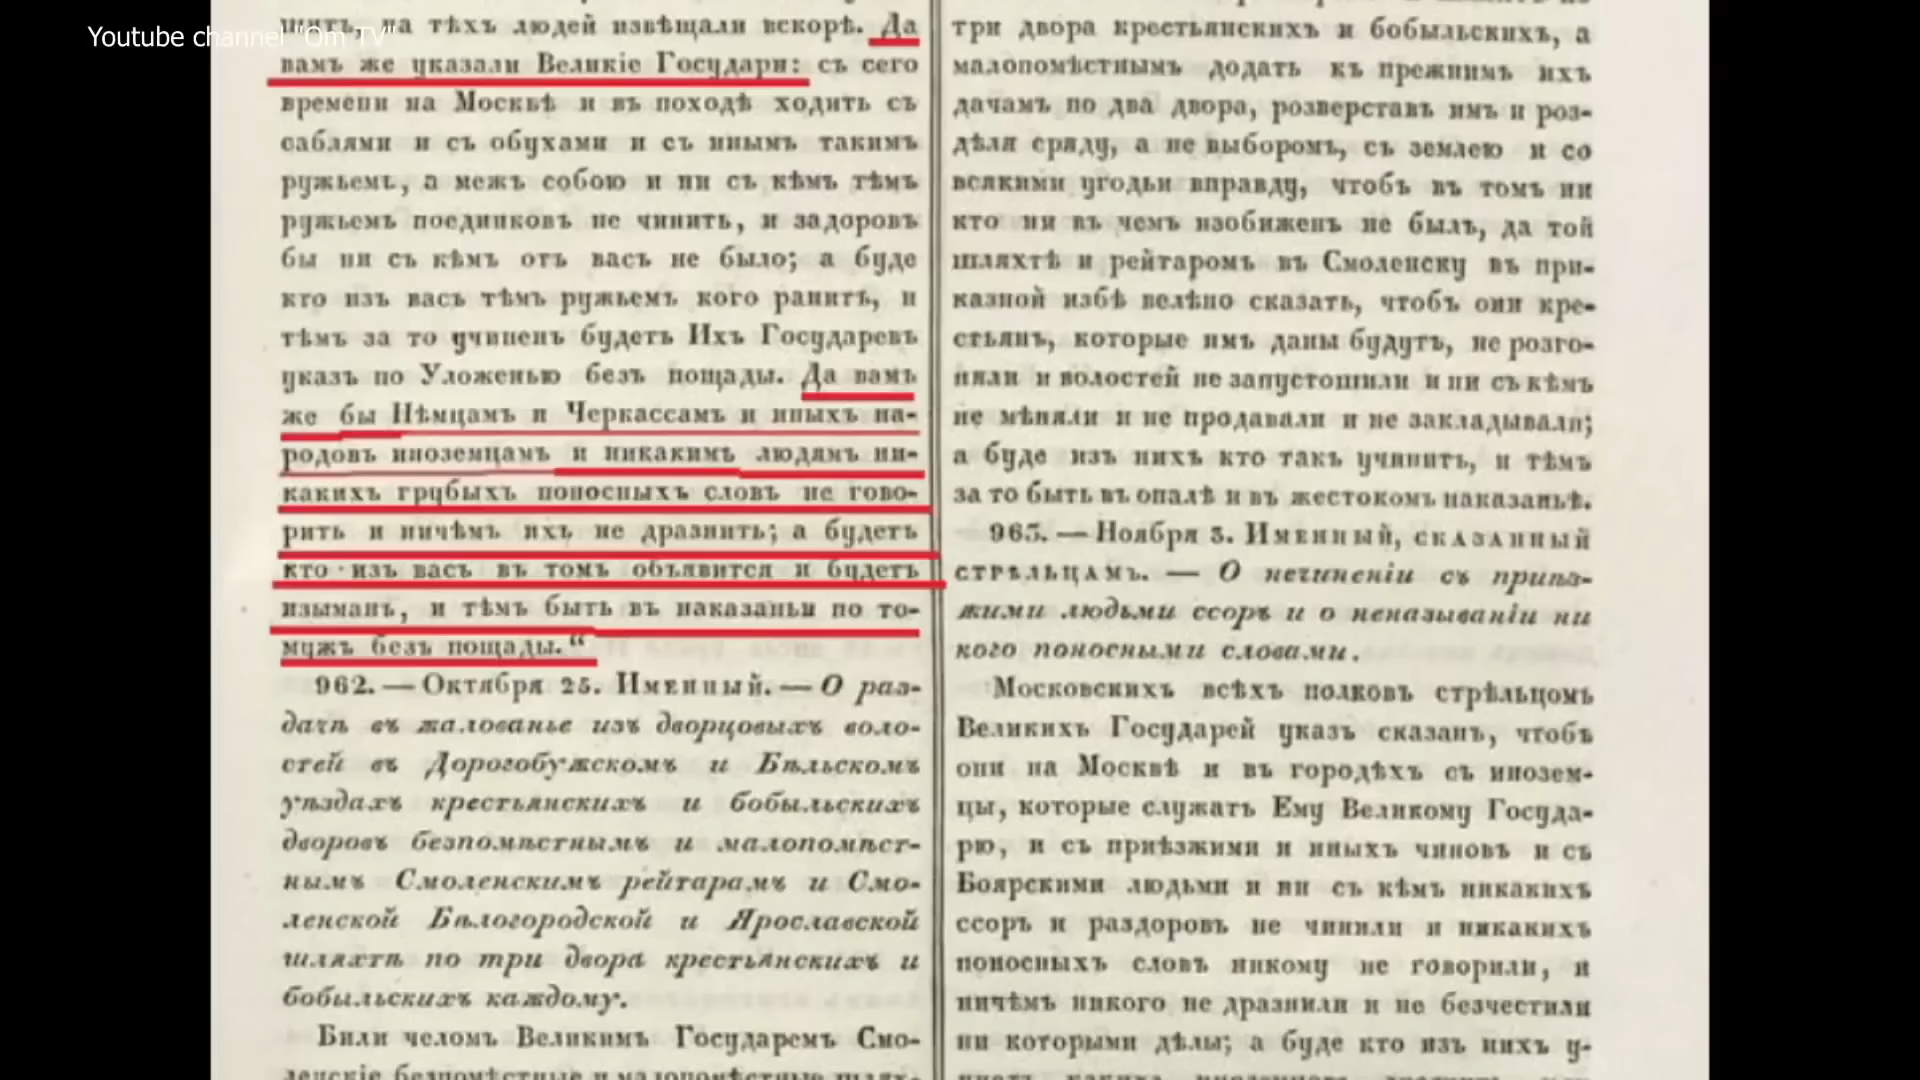 Youtube channel "Om TV"
на тѣхъ людей извѣщали вскорѣ. Да
вамъ же указали Великіе Государи: съ сего
времени на Москвѣ и въ походѣ ходить съ
саблями и съ обухами и съ инымъ такимъ
ружьемъ, а межъ собою и ни съ кѣмъ тѣмъ
ружьемъ поединковъ не чинить, и задоровъ
бы ни съ кѣмъ отъ васъ не было; а буде
кто изъ васъ тѣмъ ружьемъ кого ранитъ, и
тѣмъ за то учиненъ будетъ Ихъ Государевъ
указъ по Уложенью безъ пощады. Да вамъ
же бы Нѣмцамъ и Черкассамъ и иныхъ на-
родовъ иноземцамъ и никакимъ людямъ ни-
какихъ грубыхъ поносныхъ словъ не гово-
рить и ничѣмъ ихъ не дразнить; а будетъ
кто изъ васъ въ томъ объявится и будетъ
изыманъ, и тѣмъ быть въ наказаньи по то-
мужъ безъ пощады.“
962. — Октября 25. Именный. — О раз-
дачѣ въ жалованье изъ дворцовыхъ воло-
стей въ Дорогобужскомъ и Бѣльскомъ
уѣздахъ крестьянскихъ и бобыльскихъ
дворовъ безпомѣстнымъ и малопомѣст-
нымъ Смоленскимъ рейтарамъ и Смо-
ленской Бѣлогородской и Ярославской
шляхтѣ по три двора крестьянскихъ и
бобыльскихъ каждому.
Били челомъ Великимъ Государемъ Смо-
ленскіе безпомѣстные и малопомѣстные
три двора крестьянскихъ и бобыльскихъ, а
малопомѣстнымъ додать къ прежнимъ ихъ
дачамъ по два двора, розверставъ имъ и роз-
дѣля сряду, а не выборомъ, съ землею и со
всякими угодьи вправду, чтобъ въ томъ ни
кто ни въ чемъ изобиженъ не былъ, да той
шляхтѣ и рейтаромъ въ Смоленску въ при-
казной избѣ велѣно сказать, чтобъ они кре-
стьянъ, которые имъ даны будутъ, не розго-
няли и волостей не запустошили и ни съ кѣмъ
не мѣняли и не продавали и не закладывали;
а буде изъ нихъ кто такъ учинитъ, и тѣмъ
за то быть въ опалѣ и въ жестокомъ наказаньѣ.
963. — Ноября 3. Именный, сказанный
стрѣльцамъ. — О нечиненіи съ пріѣз-
жими людьми ссоръ и о неназываніи ни
кого поносными словами.
Московскихъ всѣхъ полковъ стрѣльцомъ
Великихъ Государей указъ сказанъ, чтобъ
они на Москвѣ и въ городѣхъ съ инозем-
цы, которые служатъ Ему Великому Госуда-
рю, и съ пріѣзжими и иныхъ чиновъ и съ
Боярскими людьми и ни съ кѣмъ никакихъ
ссоръ и раздоровъ не чинили и никакихъ
поносныхъ словъ никому не говорили, и
ничѣмъ никого не дразнили и не безчестили
ни которыми дѣлы; а буде кто изъ нихъ у-